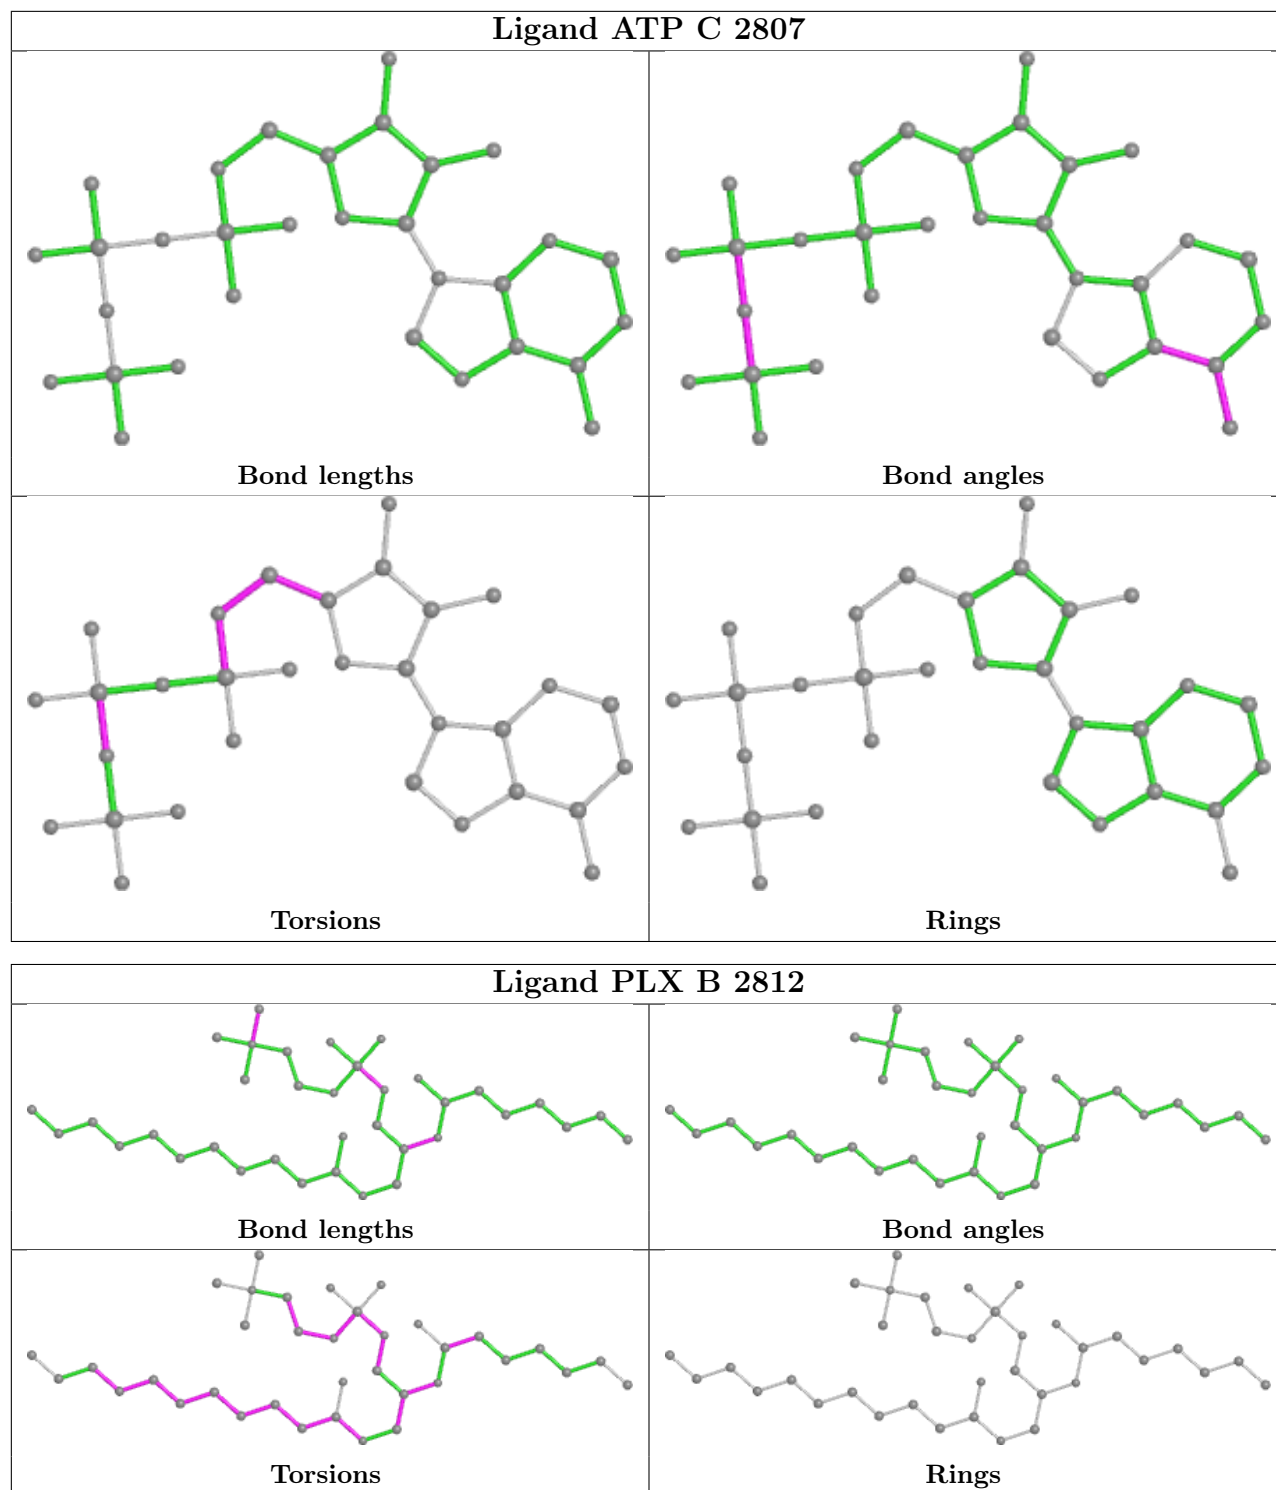 Ligand ATP C 2807
Bond lengths
Bond angles
Torsions
Rings
Ligand PLX B 2812
Bond lengths
Bond angles
Torsions
Rings